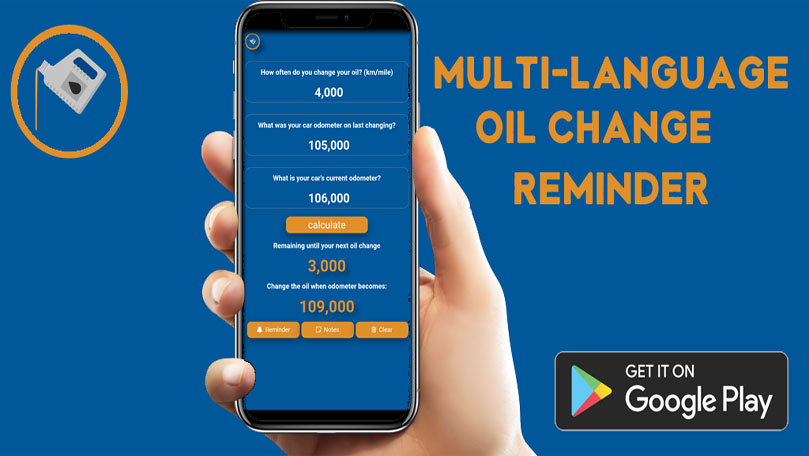 MULTI-LANGUAGE
OIL CHANGE
REMINDER
How often do you change your oil? (km/mile)
4,000
What was your car odometer on last changing?
105,000
What is your car's current odometer?
106,000
calculate
Remaining until your next oil change
3,000
Change the oil when odometer becomes:
109,000
Reminder
Notes
Clear
GET IT ON
Google Play